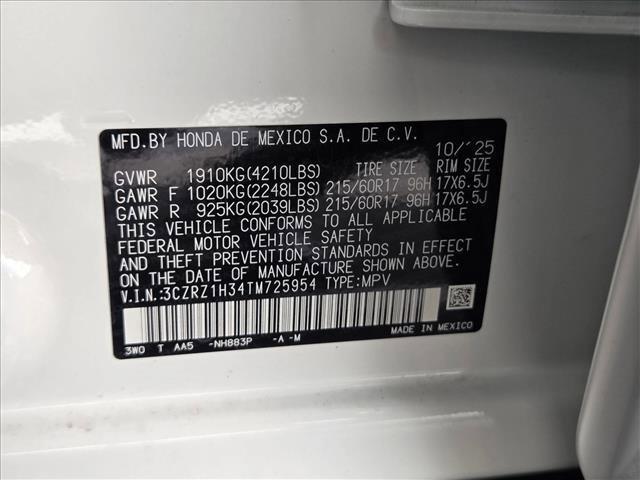 MFD.BY HONDA DE MEXICO S.A. DE C.V. 10/'25
GVWR 1910KG(4210LBS) TIRE SIZE RIM SIZE
GAWR F 1020KG(2248LBS) 215/60R17 96H 17X6.5J
GAWR R 925KG(2039LBS) 215/60R17 96H 17X6.5J
THIS VEHICLE CONFORMS TO ALL APPLICABLE
FEDERAL MOTOR VEHICLE SAFETY
AND THEFT PREVENTION STANDARDS IN EFFECT
ON THE DATE OF MANUFACTURE SHOWN ABOVE.
V.I.N.:3CZRZ1H34TM725954 TYPE:MPV
MADE IN MEXICO
3W0 T AA5 -NH883P -A -M